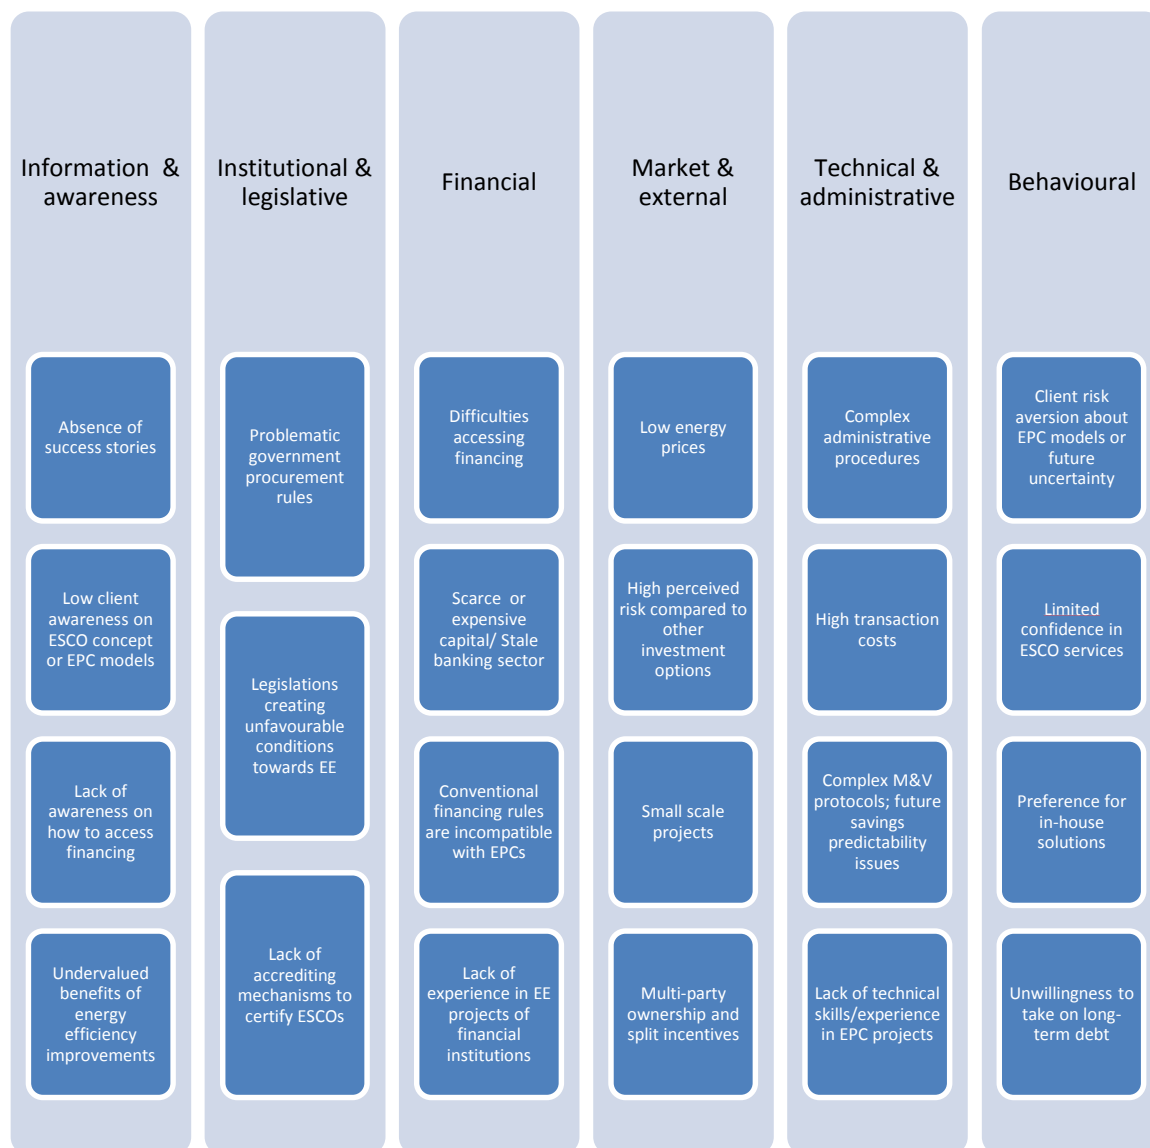 Information &
awareness
Absence of
success stories
Low client
awareness on
ESCO concept
or EPC models
Lack of
awareness on
how to access
financing
Undervalued
benefits of
energy
efficiency
improvements
Institutional &
legislative
Problematic
government
procurement
rules
Legislations
creating
unfavourable
conditions
towards EE
Lack of
accrediting
mechanisms to
certify ESCOs
Financial
Difficulties
accessing
financing
Scarce or
expensive
capital/ Stale
banking sector
Conventional
financing rules
are incompatible
with EPCs
Lack of
experience in EE
projects of
financial
institutions
Market &
external
Low energy
prices
High perceived
risk compared to
other
investment
options
Small scale
projects
Multi-party
ownership and
split incentives
Technical &
administrative
Complex
administrative
procedures
High transaction
costs
Complex M&V
protocols; future
savings
predictability
issues
Lack of technical
skills/experience
in EPC projects
Behavioural
Client risk
aversion about
EPC models or
future
uncertainty
Limited
confidence in
ESCO services
Preference for
in-house
solutions
Unwillingness to
take on long-
term debt